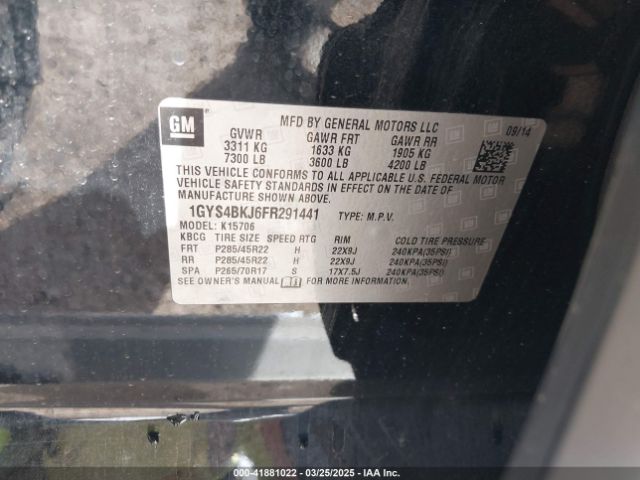 GM
MFD BY GENERAL MOTORS LLC
09/14
GVWR GAWR FRT GAWR RR
3311 KG 1633 KG 1905 KG
7300 LB 3600 LB 4200 LB
THIS VEHICLE CONFORMS TO ALL APPLICABLE U.S. FEDERAL MOTOR
VEHICLE SAFETY STANDARDS IN EFFECT ON THE DATE OF
MANUFACTURE SHOWN ABOVE.
1GYS4BKJ6FR291441 TYPE: M.P.V.
MODEL: K15706
KBCG TIRE SIZE SPEED RTG RIM COLD TIRE PRESSURE
FRT P285/45R22 H 22X9J 240KPA(35PSI)
RR P285/45R22 H 22X9J 240KPA(35PSI)
SPA P265/70R17 S 17X7.5J 240KPA(35PSI)
SEE OWNER'S MANUAL FOR MORE INFORMATION.
000-41881022 - 03/25/2025 - IAA Inc.